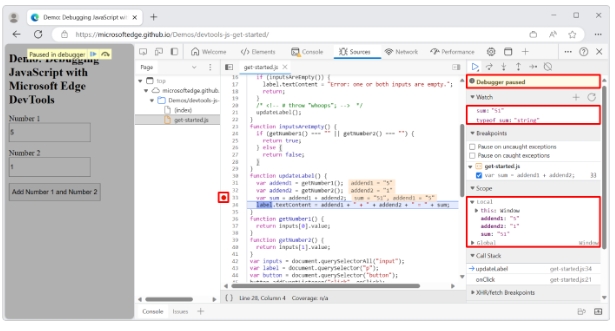 Demo: Debugging JavaScript wit
https://microsoftedge.github.io/Demos/devtools-js-get-started/
Paused in debugger
Demo: Debugging
JavaScript with
Microsoft Edge
DevTools
Number 1
5
Number 2
1
Add Number 1 and Number 2
Welcome
Elements
Console
Sources
Network
Performance
Page
top
microsoftedge.github.
Demos/devtools-js-
(index)
get-started.js
get-started.js
16 if (inputsAreEmpty()) {
17 label.textContent = "Error: one or both inputs are empty.";
18 return;
19 }
20 /* <!-- # throw "whoops"; --> */
21 updateLabel();
22 }
23 function inputsAreEmpty() {
24 if (getNumber1() === "" || getNumber2() === "") {
25 return true;
26 } else {
27 return false;
28 }
29 }
30 function updateLabel() {
31 var addend1 = getNumber1(); addend1 = "5"
32 var addend2 = getNumber2(); addend2 = "1"
33 var sum = addend1 + addend2; sum = "51", addend1 = "5"
34 label.textContent = addend1 + " + " + addend2 + " = " + sum;
35 }
36 function getNumber1() {
37 return inputs[0].value;
38 }
39 function getNumber2() {
40 return inputs[1].value;
41 }
42 var inputs = document.querySelectorAll("input");
43 var label = document.querySelector("p");
44 var button = document.querySelector("button");
{ } Line 28, Column 4 Coverage: n/a
Debugger paused
Watch
sum: "51"
typeof sum: "string"
Breakpoints
Pause on uncaught exceptions
Pause on caught exceptions
get-started.js
var sum = addend1 + addend2; 33
Scope
Local
this: Window
addend1: "5"
addend2: "1"
sum: "51"
Global Window
Call Stack
updateLabel get-started.js:34
onClick get-started.js:21
XHR/fetch Breakpoints
Console Issues